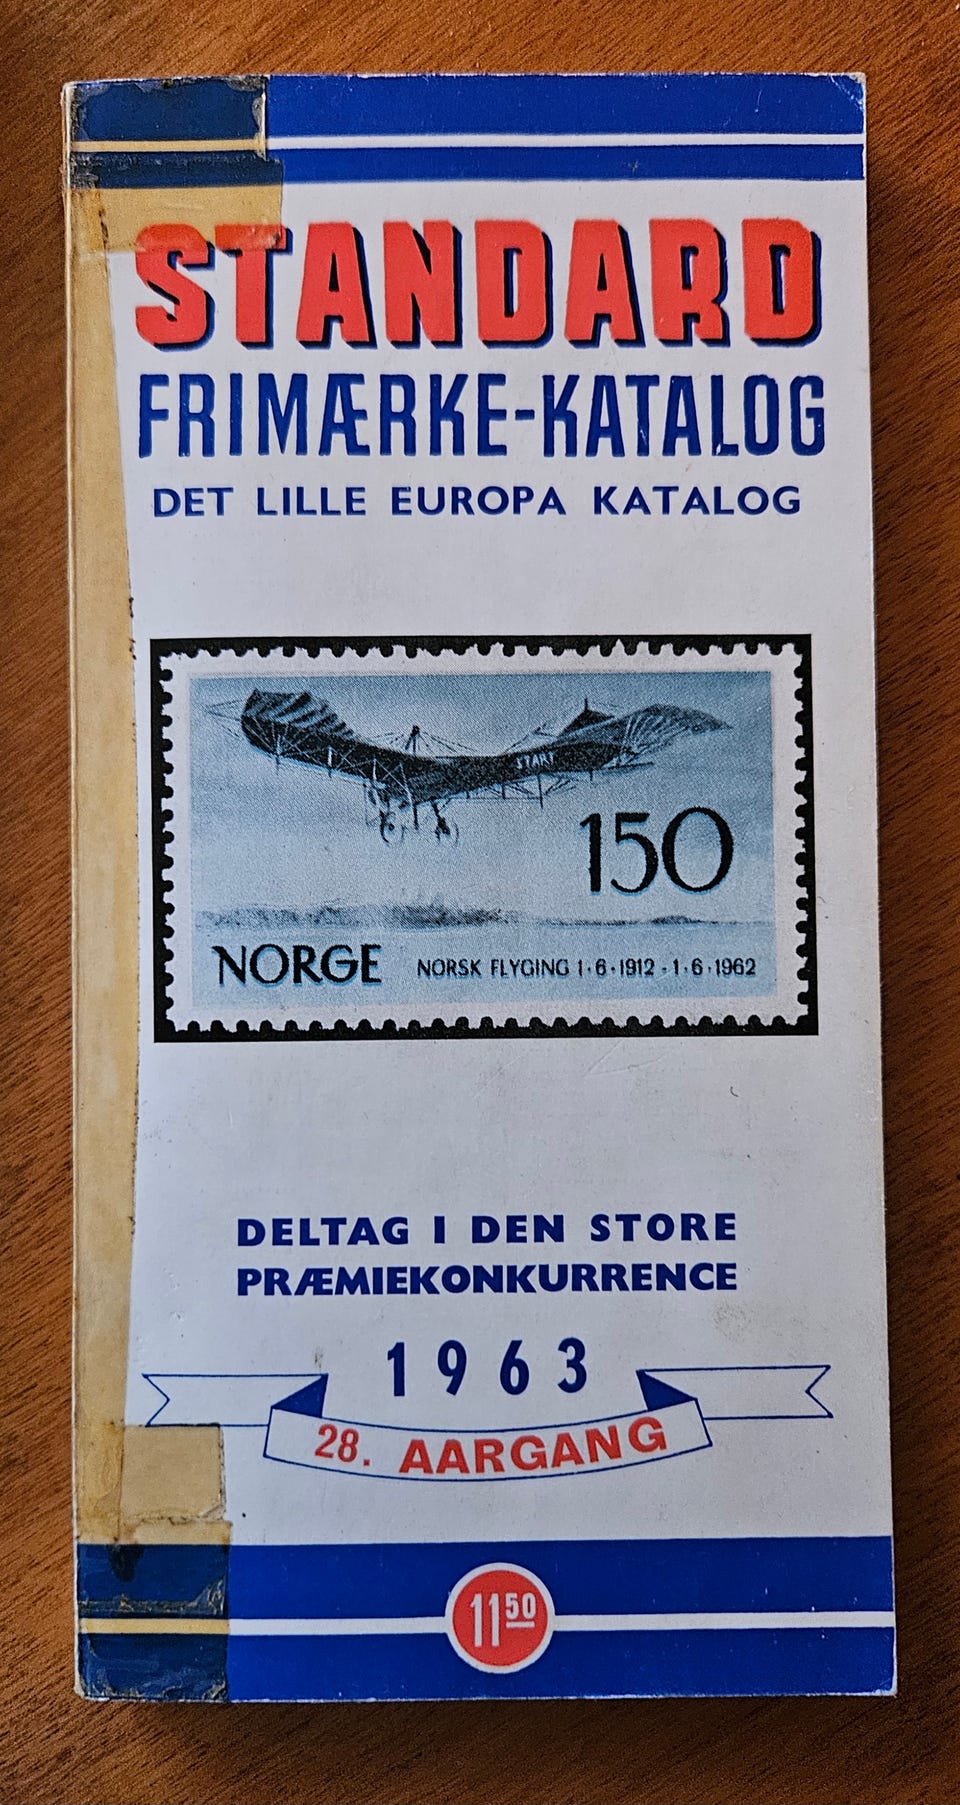 STANDARD
FRIMÆRKE-KATALOG
DET LILLE EUROPA KATALOG
START
150
NORGE NORSK FLYGING 1·6·1912 - 1·6·1962
DELTAG I DEN STORE
PRÆMIEKONKURRENCE
1963
28. AARGANG
11 50